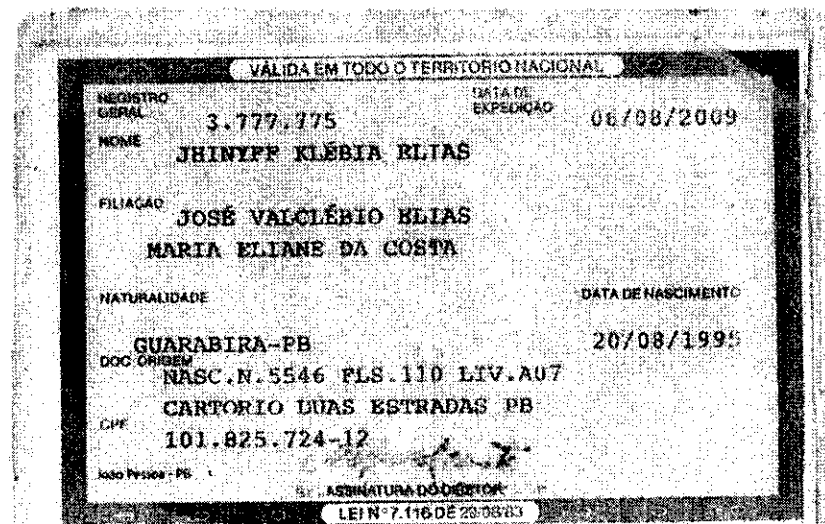 VÁLIDA EM TODO O TERRITÓRIO NACIONAL
REGISTRO GERAL 3.777.775 DATA DE EXPEDIÇÃO 06/08/2009
NOME
KLÉBIA ELIAS
FILIAÇÃO
JOSÉ VALCLÉBIO ELIAS
MARIA ELIANE DA COSTA
NATURALIDADE DATA DE NASCIMENTO
GUARABIRA-PB 20/08/1995
DOC ORIGEM
NASC.N.5546 FLS.110 LIV.A07
CARTORIO DUAS ESTRADAS PB
CPF
101.825.724-12
João Pessoa - PB
ASSINATURA DO DIRETOR
LEI Nº 7.116 DE 29/08/83